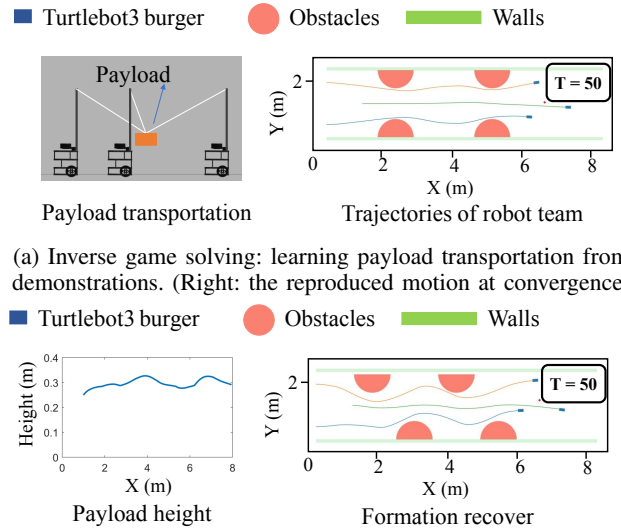 Turtlebot3 burger Obstacles Walls
Payload
T = 50
2
Y (m)
2 4 6 8
X (m)
Payload transportation Trajectories of robot team
(a) Inverse game solving: learning payload transportation from
demonstrations. (Right: the reproduced motion at convergence
Turtlebot3 burger Obstacles Walls
0.4
0.3
0.2
0.1
0
Height (m)
0 2 4 6 8
X (m)
T = 50
2
Y (m)
0 2 4 6 8
X (m)
Payload height Formation recover